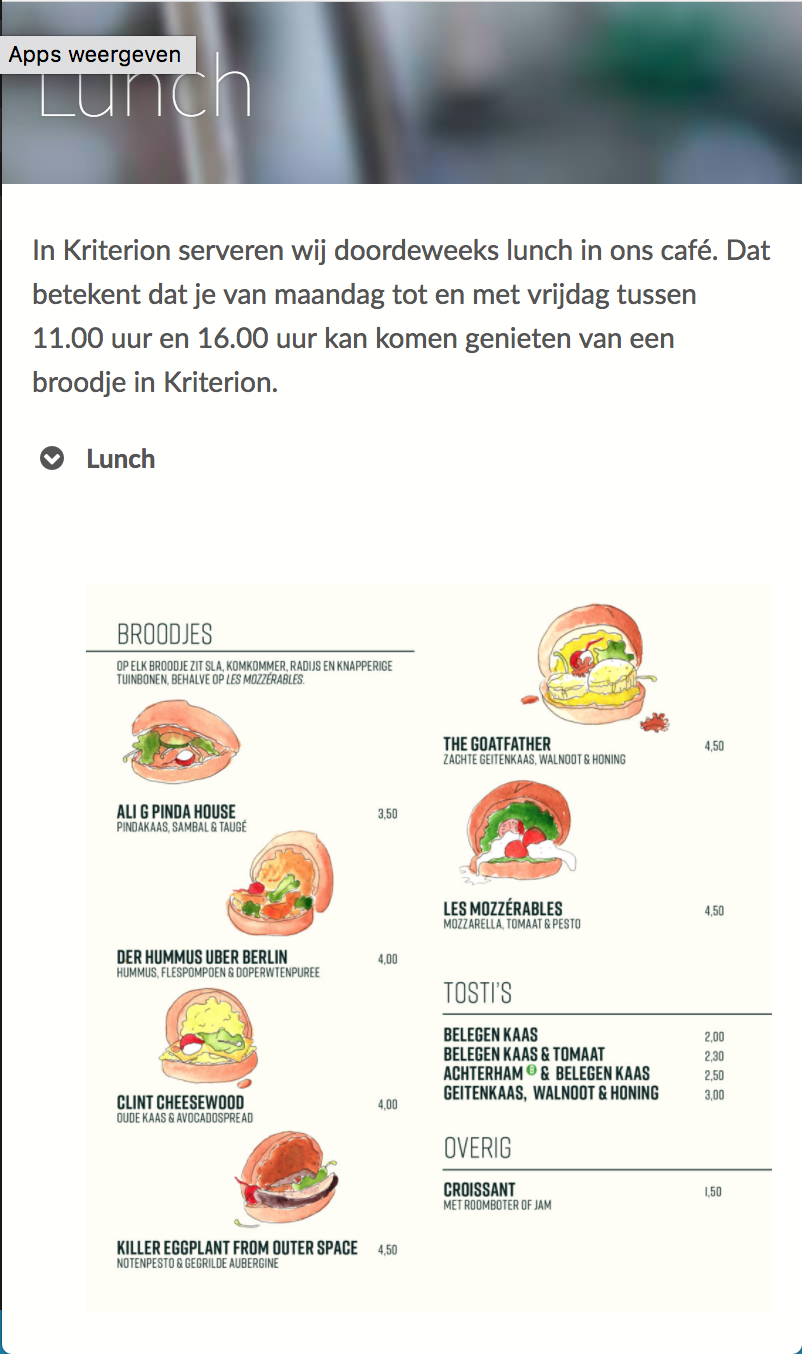 Apps weergeven
Lunch
In Kriterion serveren wij doordeweeks lunch in ons café. Dat
betekent dat je van maandag tot en met vrijdag tussen
11.00 uur en 16.00 uur kan komen genieten van een
broodje in Kriterion.
Lunch
BROODJES
OP ELK BROODJE ZIT SLA, KOMKOMMER, RADIJS EN KNAPPERIGE
TUINBONEN, BEHALVE OP LES MOZZÉRABLES.
ALI G PINDA HOUSE 3,50
PINDAKAAS, SAMBAL & TAUGÉ
DER HUMMUS UBER BERLIN 4,00
HUMMUS, FLESPOMPOEN & DOPERWTENPUREE
CLINT CHEESEWOOD 4,00
OUDE KAAS & AVOCADOSPREAD
KILLER EGGPLANT FROM OUTER SPACE 4,50
NOTENPESTO & GEGRILDE AUBERGINE
THE GOATFATHER 4,50
ZACHTE GEITENKAAS, WALNOOT & HONING
LES MOZZÉRABLES 4,50
MOZZARELLA, TOMAAT & PESTO
TOSTI'S
BELEGEN KAAS 2,00
BELEGEN KAAS & TOMAAT 2,30
ACHTERHAM & BELEGEN KAAS 2,50
GEITENKAAS, WALNOOT & HONING 3,00
OVERIG
CROISSANT 1,50
MET ROOMBOTER OF JAM